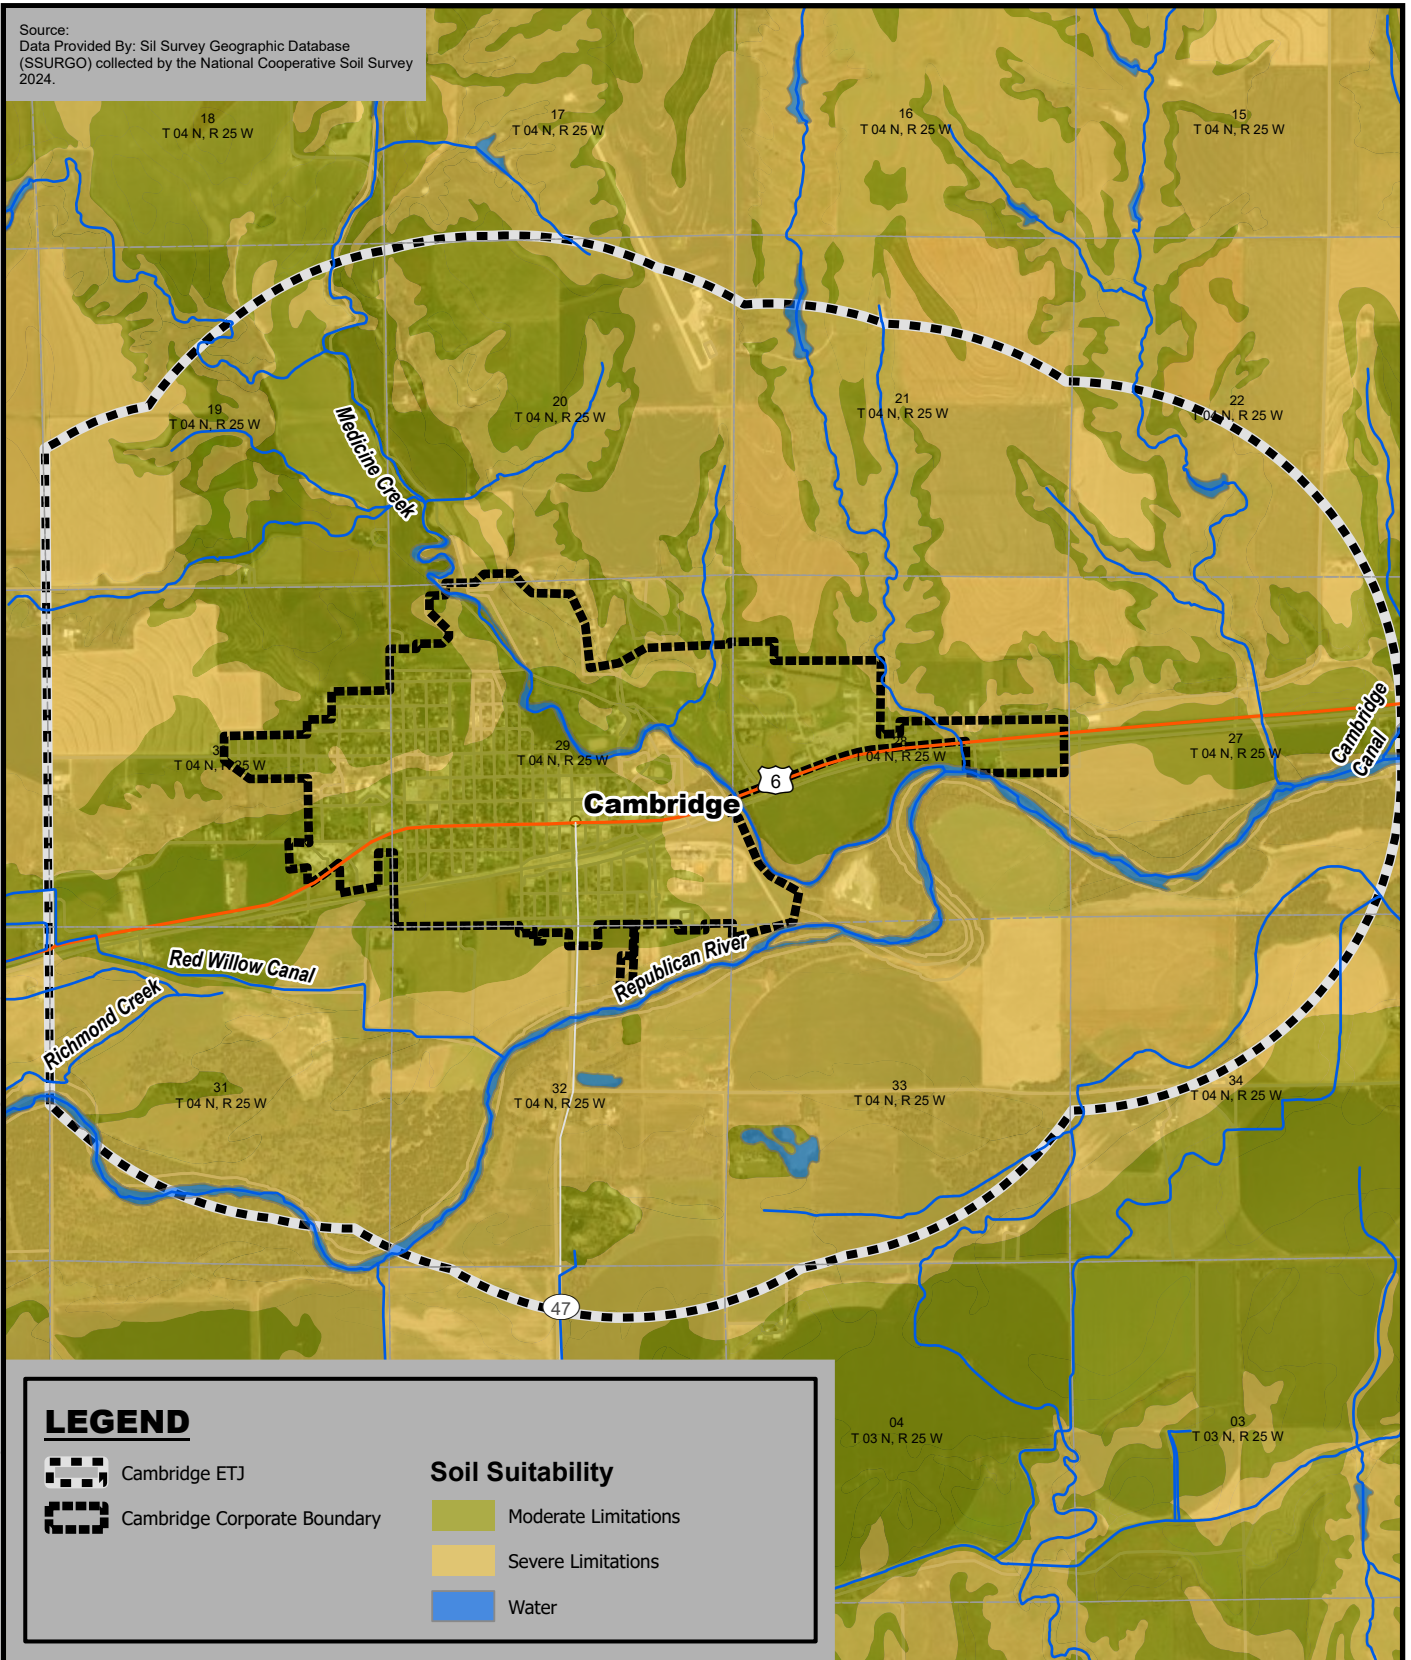 Source:
Data Provided By: Sil Survey Geographic Database
(SSURGO) collected by the National Cooperative Soil Survey
2024.
18
T 04 N, R 25 W
17
T 04 N, R 25 W
16
T 04 N, R 25 W
15
T 04 N, R 25 W
19
T 04 N, R 25 W
20
T 04 N, R 25 W
21
T 04 N, R 25 W
22
T 04 N, R 25 W
Medicine Creek
T 04 N, R 25 W
29
T 04 N, R 25 W
28
T 04 N, R 25 W
27
T 04 N, R 25 W
Cambridge
Canal
6
Cambridge
Red Willow Canal
Richmond Creek
Republican River
31
T 04 N, R 25 W
32
T 04 N, R 25 W
33
T 04 N, R 25 W
34
T 04 N, R 25 W
47
04
T 03 N, R 25 W
03
T 03 N, R 25 W
LEGEND
Cambridge ETJ
Cambridge Corporate Boundary
Soil Suitability
Moderate Limitations
Severe Limitations
Water